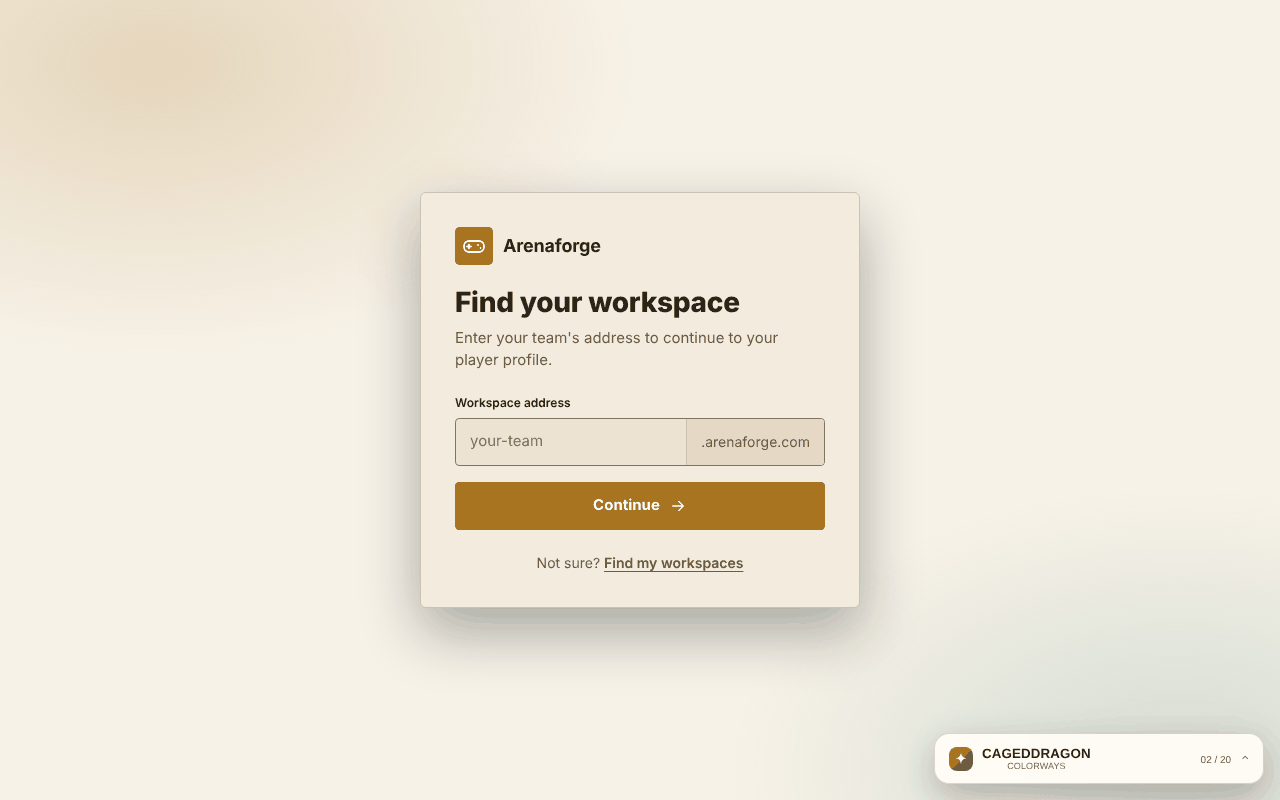 Arenaforge
Find your workspace
Enter your team's address to continue to your
player profile.
Workspace address
your-team
.arenaforge.com
Continue →
Not sure? Find my workspaces
CAGEDDRAGON
COLORWAYS
02 / 20